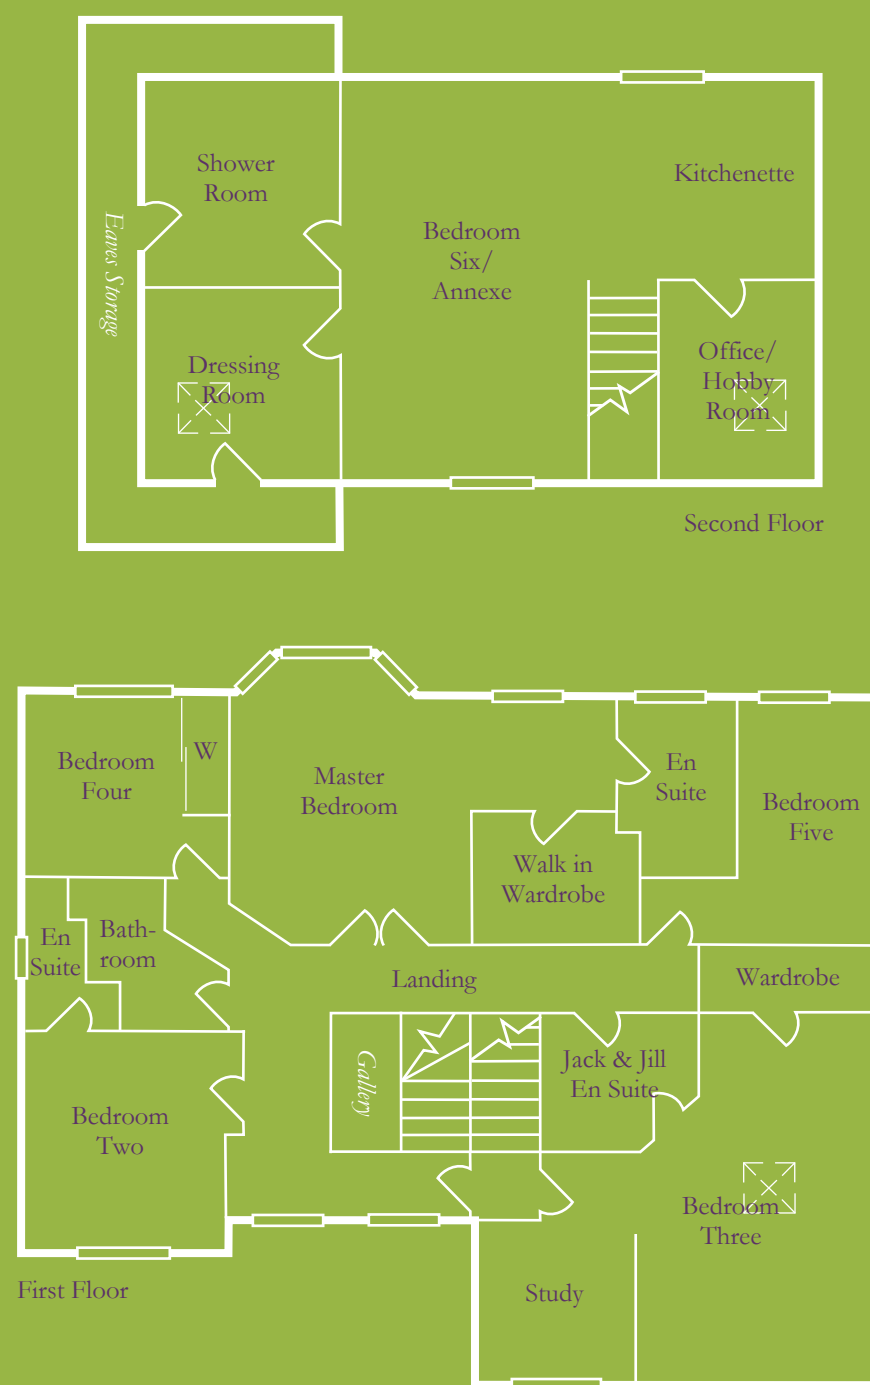 Shower
Room
Kitchenette
Bedroom
Six/
Annexe
Eaves Storage
Dressing
Room
Office/
Hobby
Room
Second Floor
Bedroom
Four
W
Master
Bedroom
En
Suite
Bedroom
Five
Walk in
Wardrobe
En
Suite
Bath-
room
Landing
Wardrobe
Gallery
Jack & Jill
En Suite
Bedroom
Two
Bedroom
Three
First Floor
Study